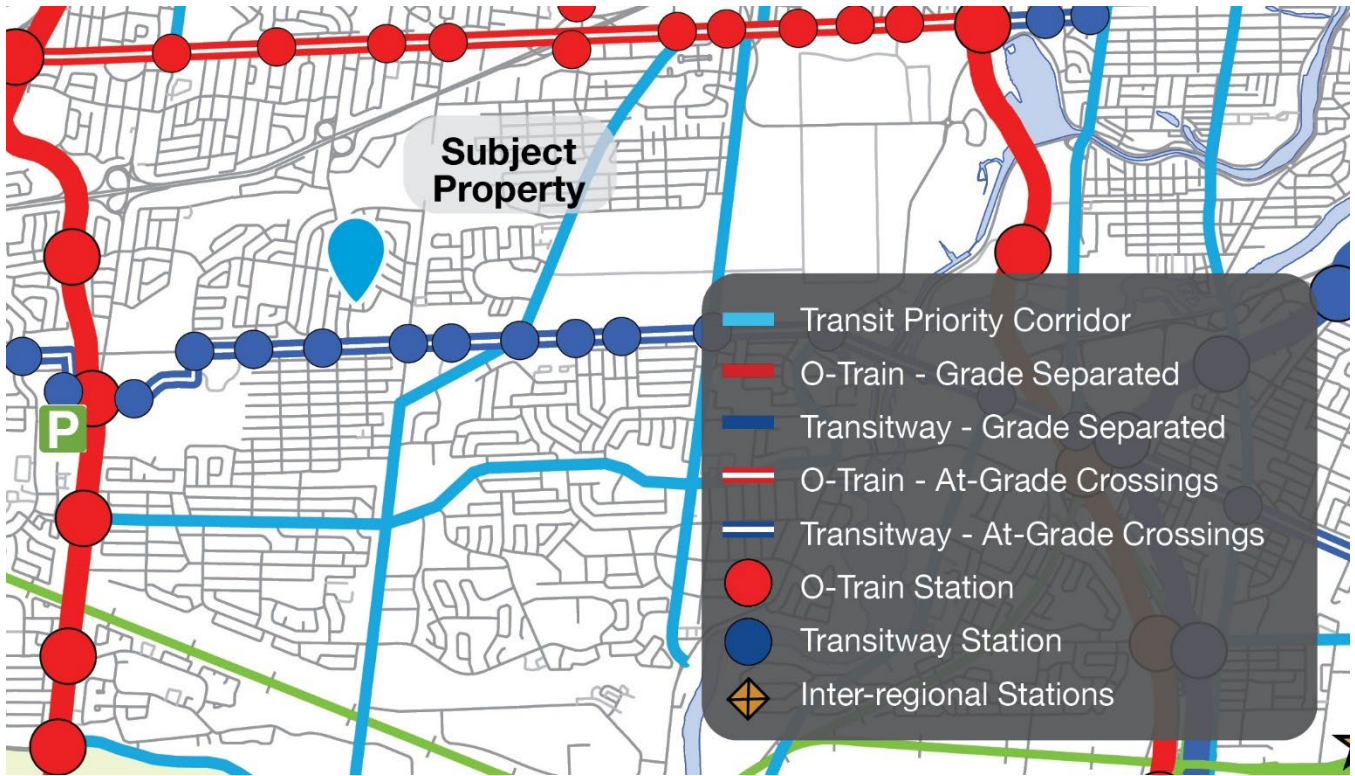 Subject
Property
P
Transit Priority Corridor
O-Train - Grade Separated
Transitway - Grade Separated
O-Train - At-Grade Crossings
Transitway - At-Grade Crossings
O-Train Station
Transitway Station
Inter-regional Stations